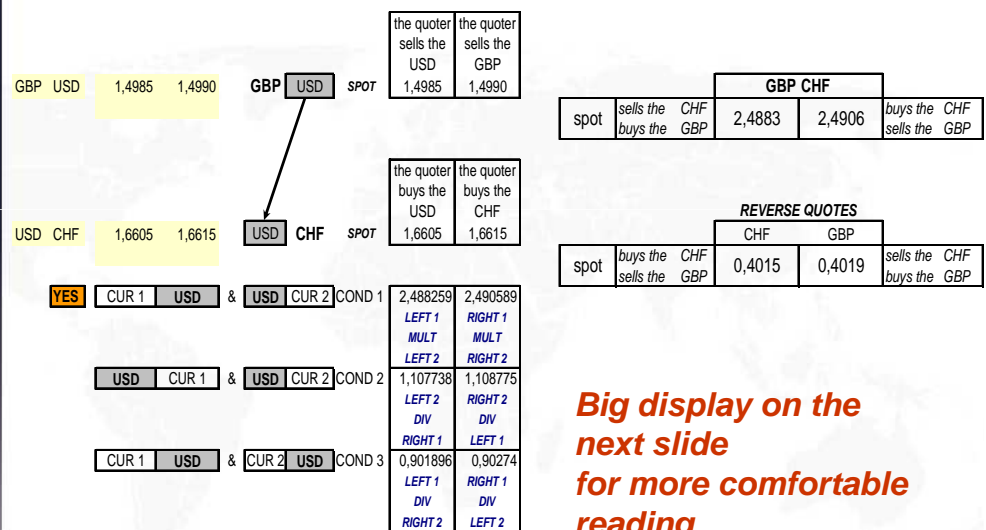 the quoter the quoter
sells the sells the
USD GBP
GBP USD 1,4985 1,4990 GBP USD SPOT 1,4985 1,4990
GBP CHF
spot sells the CHF 2,4883 2,4906 buys the CHF
buys the GBP sells the GBP
the quoter the quoter
buys the buys the
USD CHF
USD CHF 1,6605 1,6615 USD CHF SPOT 1,6605 1,6615
REVERSE QUOTES
CHF GBP
spot buys the CHF 0,4015 0,4019 sells the CHF
sells the GBP buys the GBP
YES CUR 1 USD & USD CUR 2 COND 1 2,488259 2,490589
LEFT 1 RIGHT 1
MULT MULT
LEFT 2 RIGHT 2
USD CUR 1 & USD CUR 2 COND 2 1,107738 1,108775
LEFT 2 RIGHT 2
DIV DIV
RIGHT 1 LEFT 1
CUR 1 USD & CUR 2 USD COND 3 0,901896 0,90274
LEFT 1 RIGHT 1
DIV DIV
RIGHT 2 LEFT 2
Big display on the
next slide
for more comfortable
reading